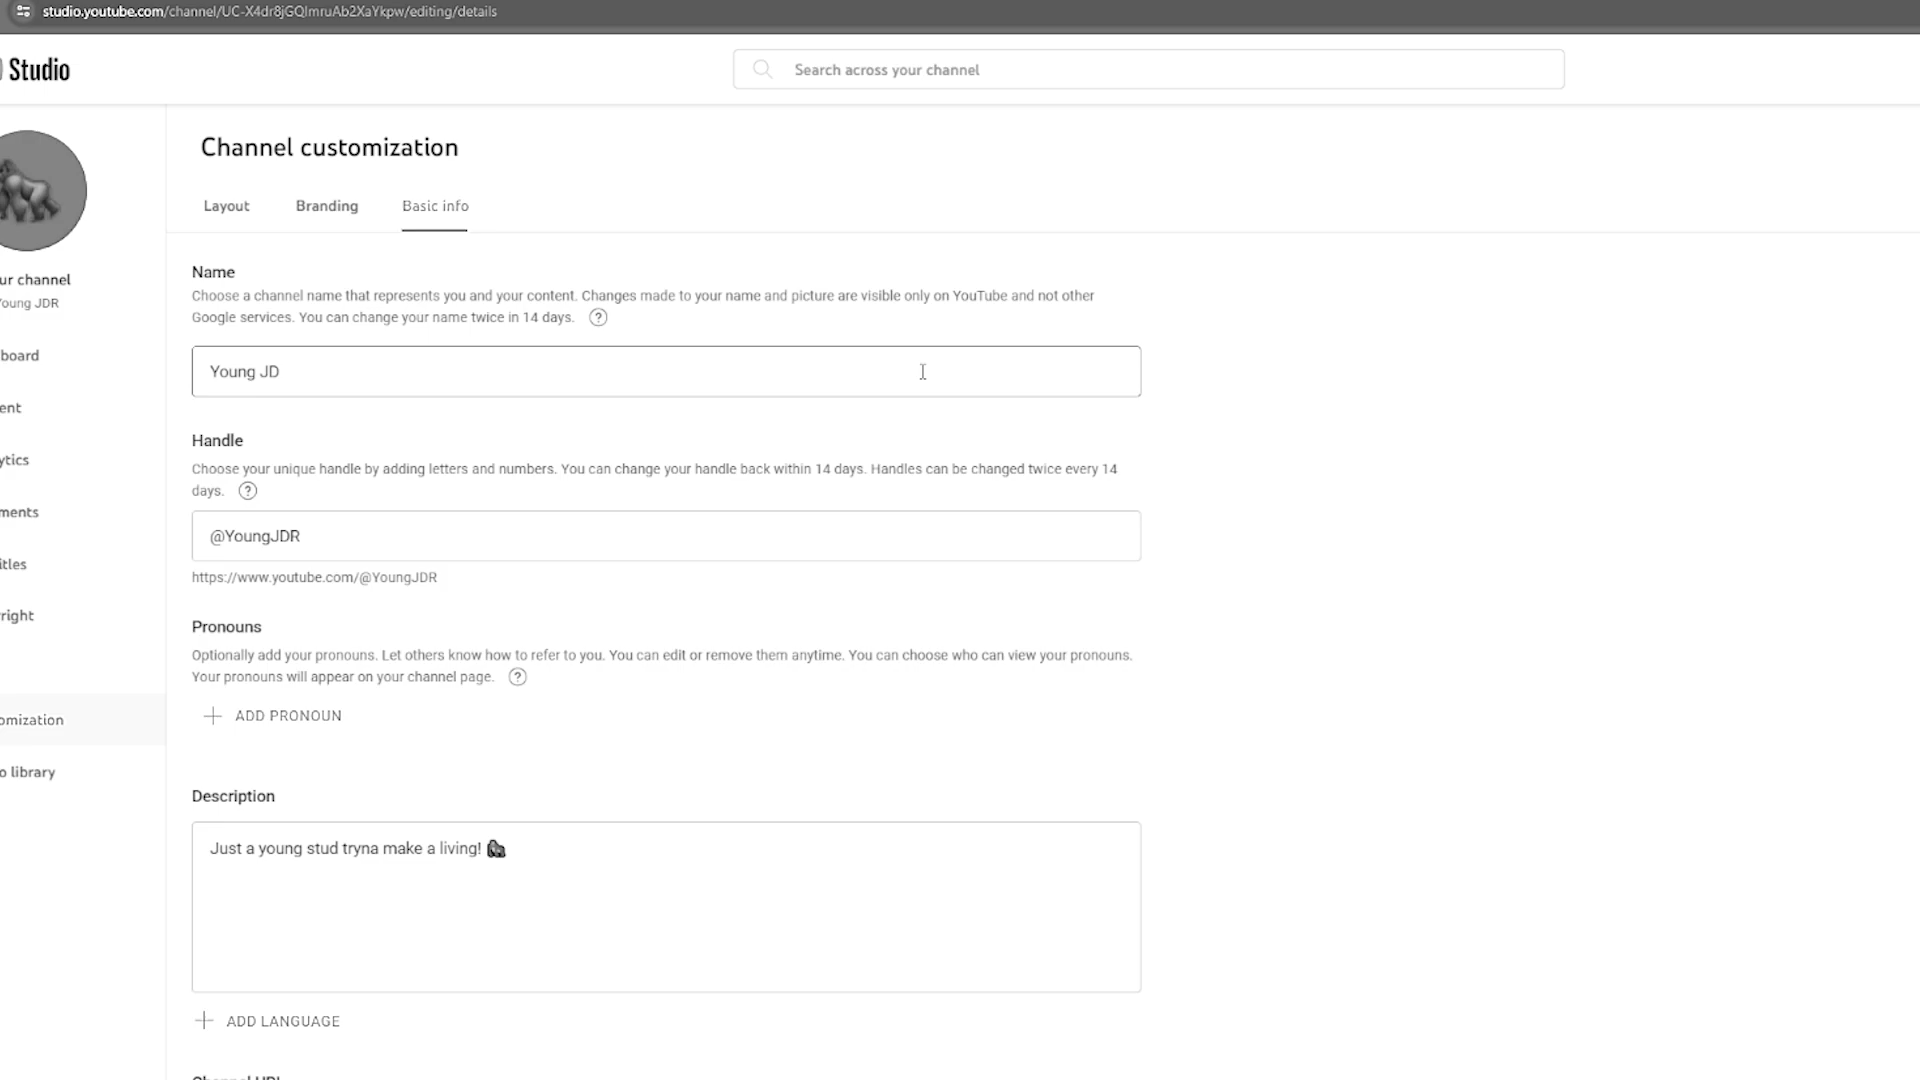 studio.youtube.com/channel/UC-X4dr8jGQlmruAb2XaYkpw/editing/details
Studio
Search across your channel
Channel customization
Layout Branding Basic info
Name
Choose a channel name that represents you and your content. Changes made to your name and picture are visible only on YouTube and not other
Google services. You can change your name twice in 14 days. ?
Young JD
Handle
Choose your unique handle by adding letters and numbers. You can change your handle back within 14 days. Handles can be changed twice every 14
days. ?
@YoungJDR
https://www.youtube.com/@YoungJDR
Pronouns
Optionally add your pronouns. Let others know how to refer to you. You can edit or remove them anytime. You can choose who can view your pronouns.
Your pronouns will appear on your channel page. ?
ADD PRONOUN
Description
Just a young stud tryna make a living! 🦍
ADD LANGUAGE
ur channel
Young JDR
board
ent
ytics
ments
itles
right
omization
o library